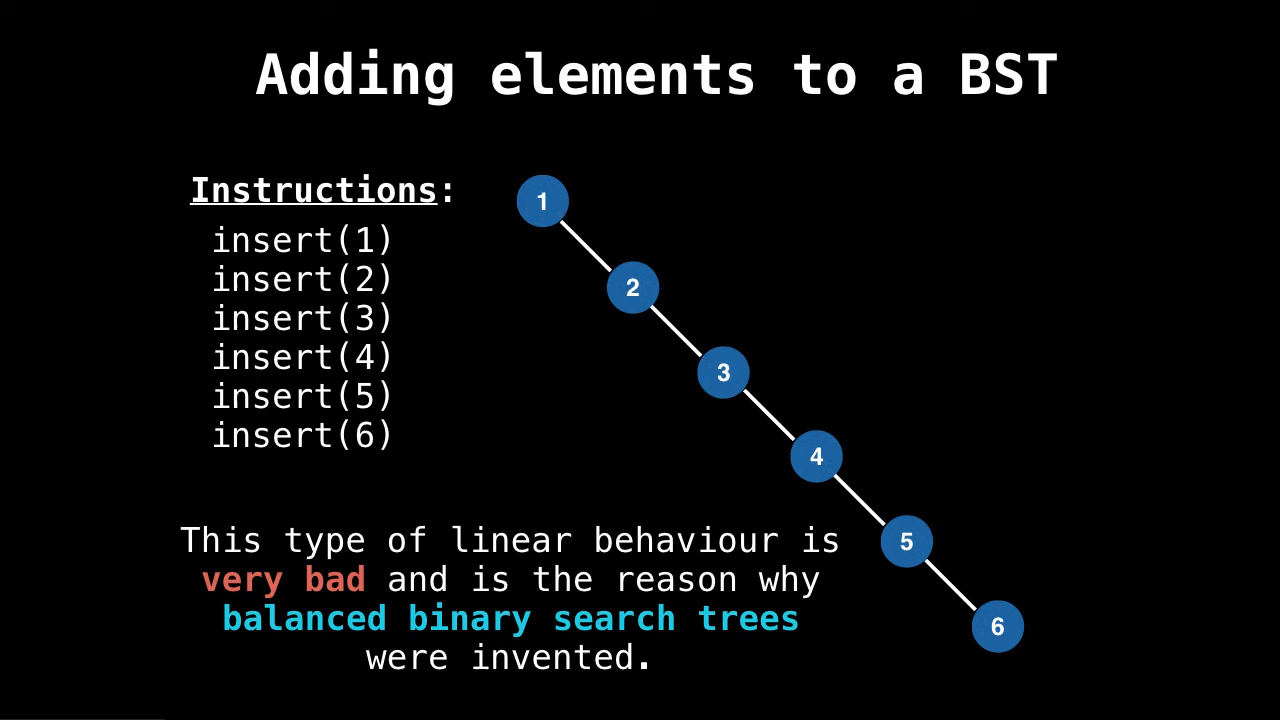 Adding elements to a BST
Instructions:
insert(1)
insert(2)
insert(3)
insert(4)
insert(5)
insert(6)
1
2
3
4
5
6
This type of linear behaviour is
very bad and is the reason why
balanced binary search trees
were invented.